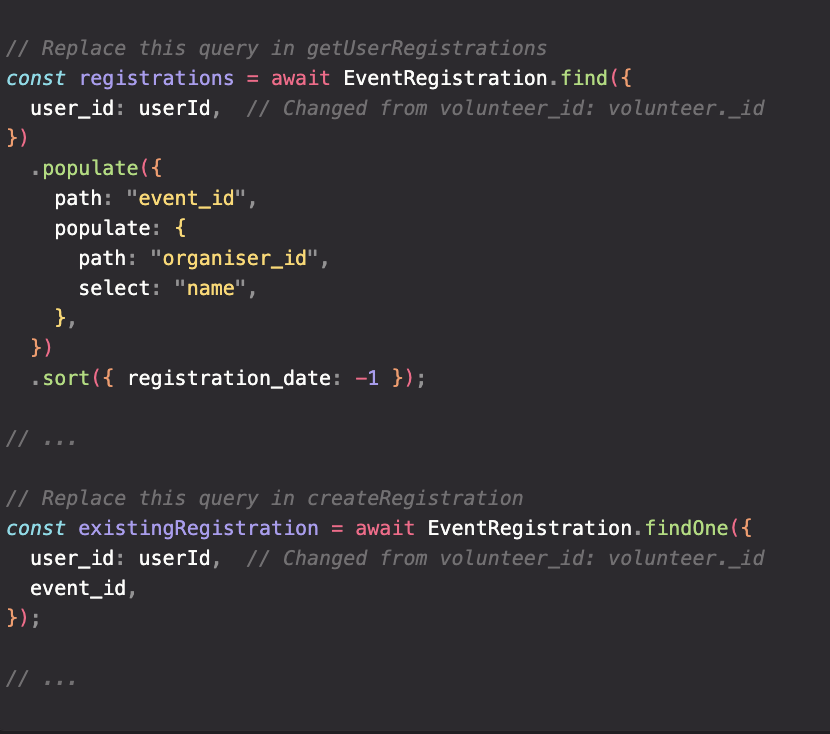 // Replace this query in getUserRegistrations
const registrations = await EventRegistration.find({
  user_id: userId,  // Changed from volunteer_id: volunteer._id
})
  .populate({
    path: "event_id",
    populate: {
      path: "organiser_id",
      select: "name",
    },
  })
  .sort({ registration_date: -1 });

// ...

// Replace this query in createRegistration
const existingRegistration = await EventRegistration.findOne({
  user_id: userId,  // Changed from volunteer_id: volunteer._id
  event_id,
});

// ...